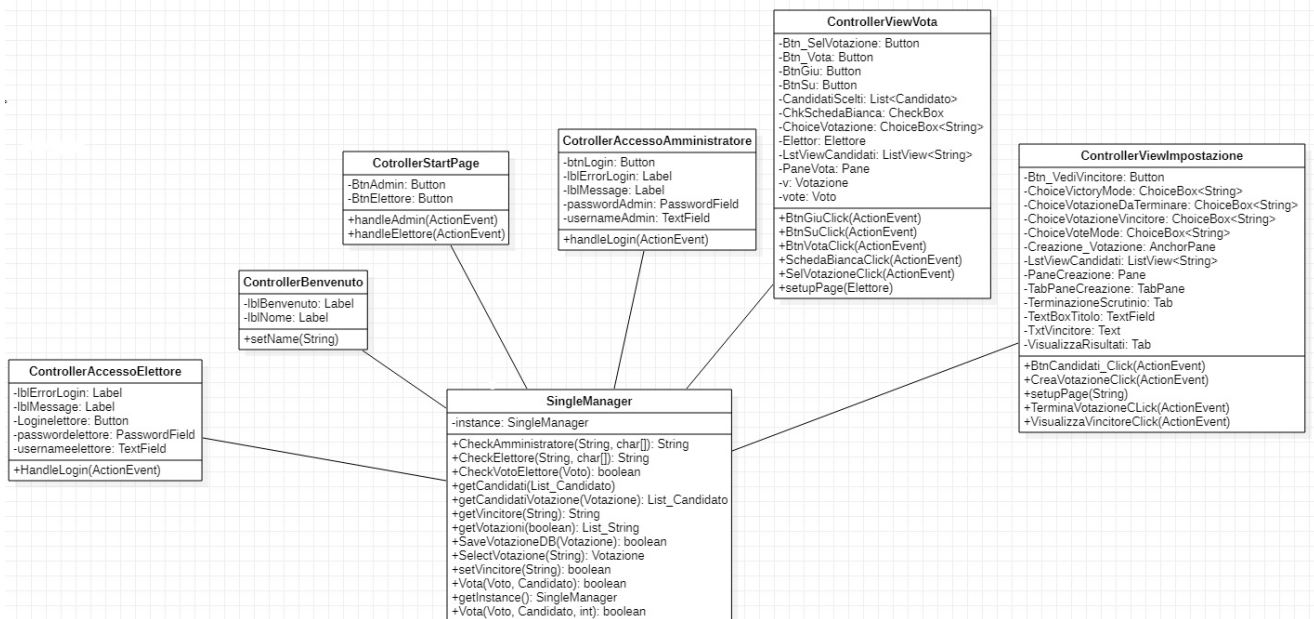 ControllerViewVota
-Btn_SelVotazione: Button
-Btn_Vota: Button
-BtnGiu: Button
-BtnSu: Button
-CandidatiScelti: List<Candidato>
-ChkSchedaBianca: CheckBox
-ChoiceVotazione: ChoiceBox<String>
-Elettor: Elettore
-LstViewCandidati: ListView<String>
-PaneVota: Pane
-v: Votazione
-vote: Voto
+BtnGiuClick(ActionEvent)
+BtnSuClick(ActionEvent)
+BtnVotaClick(ActionEvent)
+SchedaBiancaClick(ActionEvent)
+SelVotazioneClick(ActionEvent)
+setupPage(Elettore)
CotrollerAccessoAmministratore
-btnLogin: Button
-lblErrorLogin: Label
-lblMessage: Label
-passwordAdmin: PasswordField
-usernameAdmin: TextField
+handleLogin(ActionEvent)
CotrollerStartPage
-BtnAdmin: Button
-BtnElettore: Button
+handleAdmin(ActionEvent)
+handleElettore(ActionEvent)
ControllerViewImpostazione
-Btn_VediVincitore: Button
-ChoiceVictoryMode: ChoiceBox<String>
-ChoiceVotazioneDaTerminare: ChoiceBox<String>
-ChoiceVotazioneVincitore: ChoiceBox<String>
-ChoiceVoteMode: ChoiceBox<String>
-Creazione_Votazione: AnchorPane
-LstViewCandidati: ListView<String>
-PaneCreazione: Pane
-TabPaneCreazione: TabPane
-TerminazioneScrutinio: Tab
-TextBoxTitolo: TextField
-TxtVincitore: Text
-VisualizzaRisultati: Tab
+BtnCandidati_Click(ActionEvent)
+CreaVotazioneClick(ActionEvent)
+setupPage(String)
+TerminaVotazioneCLick(ActionEvent)
+VisualizzaVincitoreClick(ActionEvent)
ControllerBenvenuto
-lblBenvenuto: Label
-lblNome: Label
+setName(String)
ControllerAccessoElettore
-lblErrorLogin: Label
-lblMessage: Label
-Loginelettore: Button
-passwordelettore: PasswordField
-usernameelettore: TextField
+HandleLogin(ActionEvent)
SingleManager
-instance: SingleManager
+CheckAmministratore(String, char[]): String
+CheckElettore(String, char[]): String
+CheckVotoElettore(Voto): boolean
+getCandidati(List_Candidato)
+getCandidatiVotazione(Votazione): List_Candidato
+getVincitore(String): String
+getVotazioni(boolean): List_String
+SaveVotazioneDB(Votazione): boolean
+SelectVotazione(String): Votazione
+setVincitore(String): boolean
+Vota(Voto, Candidato): boolean
+getInstance(): SingleManager
+Vota(Voto, Candidato, int): boolean